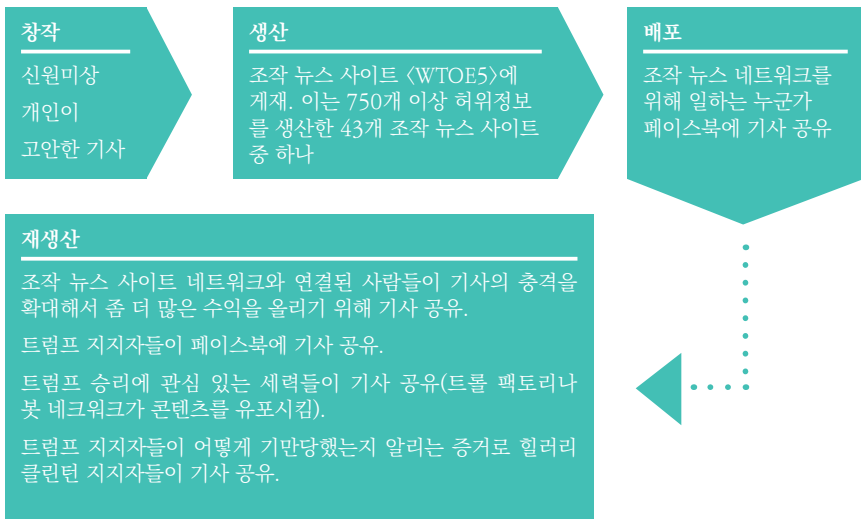 창작
신원미상
개인이
고안한 기사
생산
조작 뉴스 사이트 〈WTOE5〉에
게재. 이는 750개 이상 허위정보
를 생산한 43개 조작 뉴스 사이트
중 하나
배포
조작 뉴스 네트워크를
위해 일하는 누군가
페이스북에 기사 공유
재생산
조작 뉴스 사이트 네트워크와 연결된 사람들이 기사의 충격을
확대해서 좀 더 많은 수익을 올리기 위해 기사 공유.
트럼프 지지자들이 페이스북에 기사 공유.
트럼프 승리에 관심 있는 세력들이 기사 공유(트롤 팩토리나
봇 네크워크가 콘텐츠를 유포시킴).
트럼프 지지자들이 어떻게 기만당했는지 알리는 증거로 힐러리
클린턴 지지자들이 기사 공유.